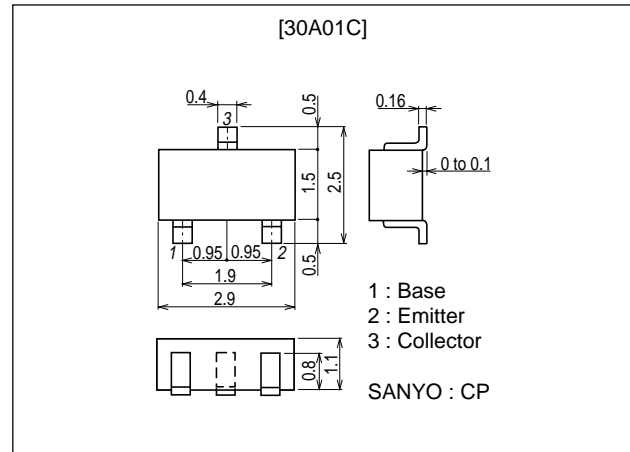 [30A01C]
0.4
3
0.5
0.16
1.5
2.5
0 to 0.1
1
0.95
0.95
2
0.5
1.9
2.9
1 : Base
2 : Emitter
3 : Collector
0.8
1.1
SANYO : CP